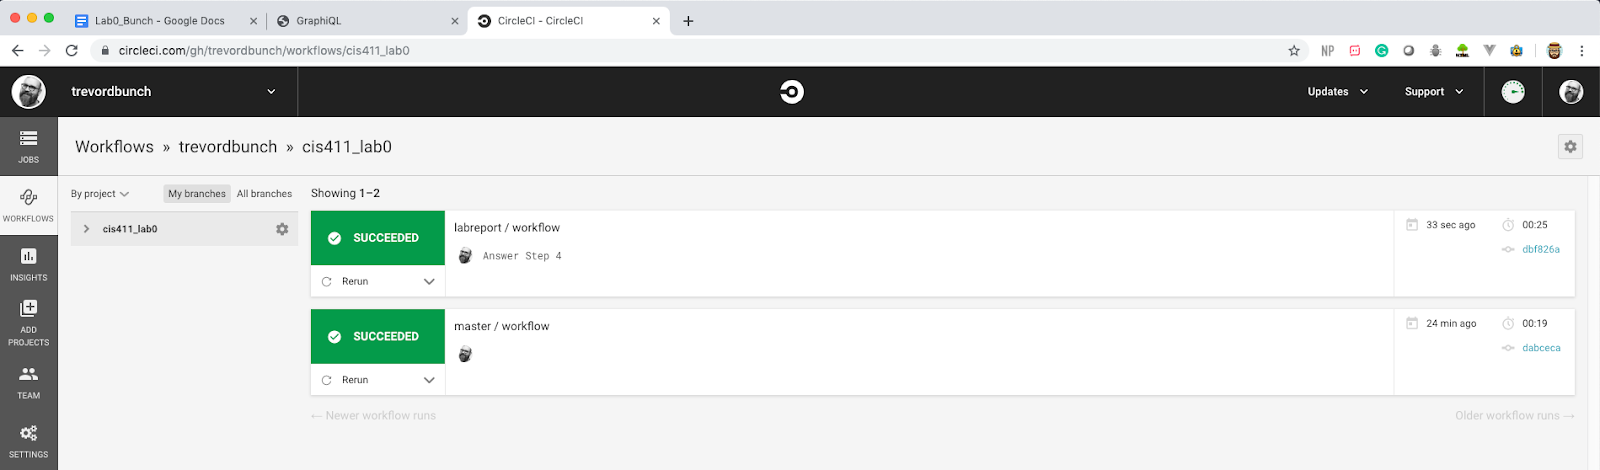 Lab0_Bunch - Google Docs
GraphiQL
CircleCI - CircleCI
circleci.com/gh/trevordbunch/workflows/cis411_lab0
NP
trevordbunch
Updates
Support
JOBS
WORKFLOWS
INSIGHTS
ADD
PROJECTS
TEAM
SETTINGS
Workflows » trevordbunch » cis411_lab0
By project
My branches
All branches
cis411_lab0
Showing 1–2
SUCCEEDED
Rerun
labreport / workflow
Answer Step 4
33 sec ago
00:25
dbf826a
SUCCEEDED
Rerun
master / workflow
24 min ago
00:19
dabceca
← Newer workflow runs
Older workflow runs →